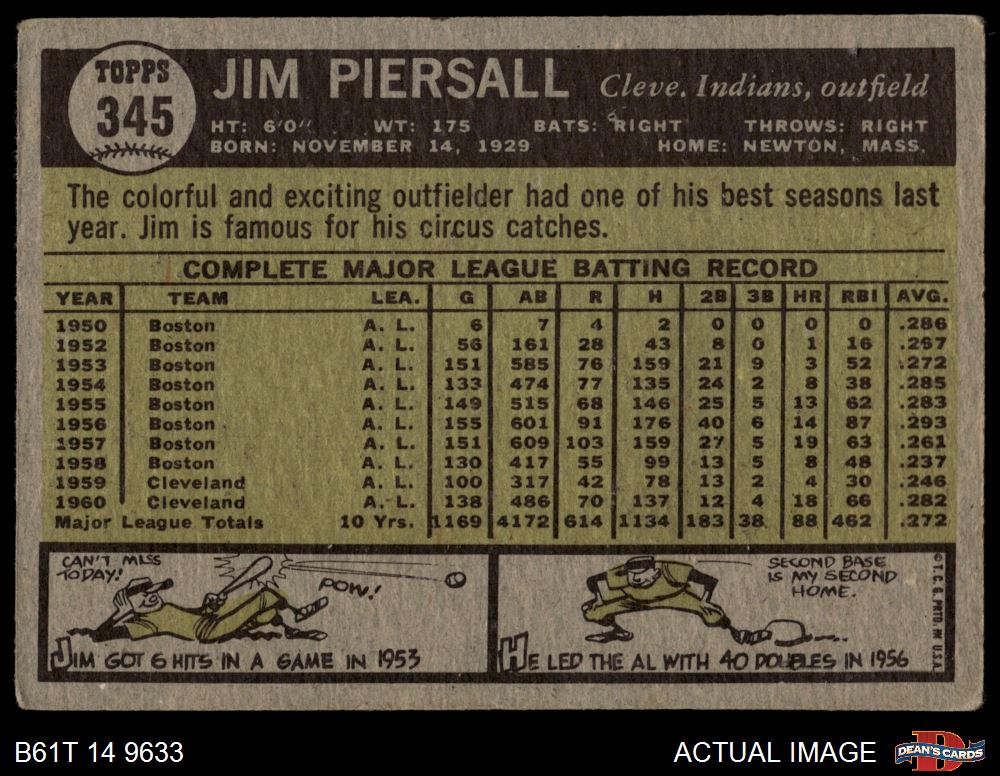 TOPPS
345
JIM PIERSALL Cleve. Indians, outfield
HT: 6'0" WT: 175 BATS: RIGHT THROWS: RIGHT
BORN: NOVEMBER 14, 1929 HOME: NEWTON, MASS.
The colorful and exciting outfielder had one of his best seasons last
year. Jim is famous for his circus catches.
COMPLETE MAJOR LEAGUE BATTING RECORD
YEAR TEAM LEA. G AB R H 2B 3B HR RBI AVG.
1950 Boston A. L. 6 7 4 2 0 0 0 0 .286
1952 Boston A. L. 56 161 28 43 8 0 1 16 .267
1953 Boston A. L. 151 585 76 159 21 9 3 52 .272
1954 Boston A. L. 133 474 77 135 24 2 8 38 .285
1955 Boston A. L. 149 515 68 146 25 5 13 62 .283
1956 Boston A. L. 155 601 91 176 40 6 14 87 .293
1957 Boston A. L. 151 609 103 159 27 5 19 63 .261
1958 Boston A. L. 130 417 55 99 13 5 8 48 .237
1959 Cleveland A. L. 100 317 42 78 13 2 4 30 .246
1960 Cleveland A. L. 138 486 70 137 12 4 18 66 .282
Major League Totals 10 Yrs. 1169 4172 614 1134 183 38 88 462 .272
CAN'T MISS
TODAY!
POW!
JIM GOT 6 HITS IN A GAME IN 1953
SECOND BASE
IS MY SECOND
HOME.
HE LED THE AL WITH 40 DOUBLES IN 1956
© T. C. G. PRTD. IN U.S.A.
B61T 14 9633
ACTUAL IMAGE
D
DEAN'S CARDS